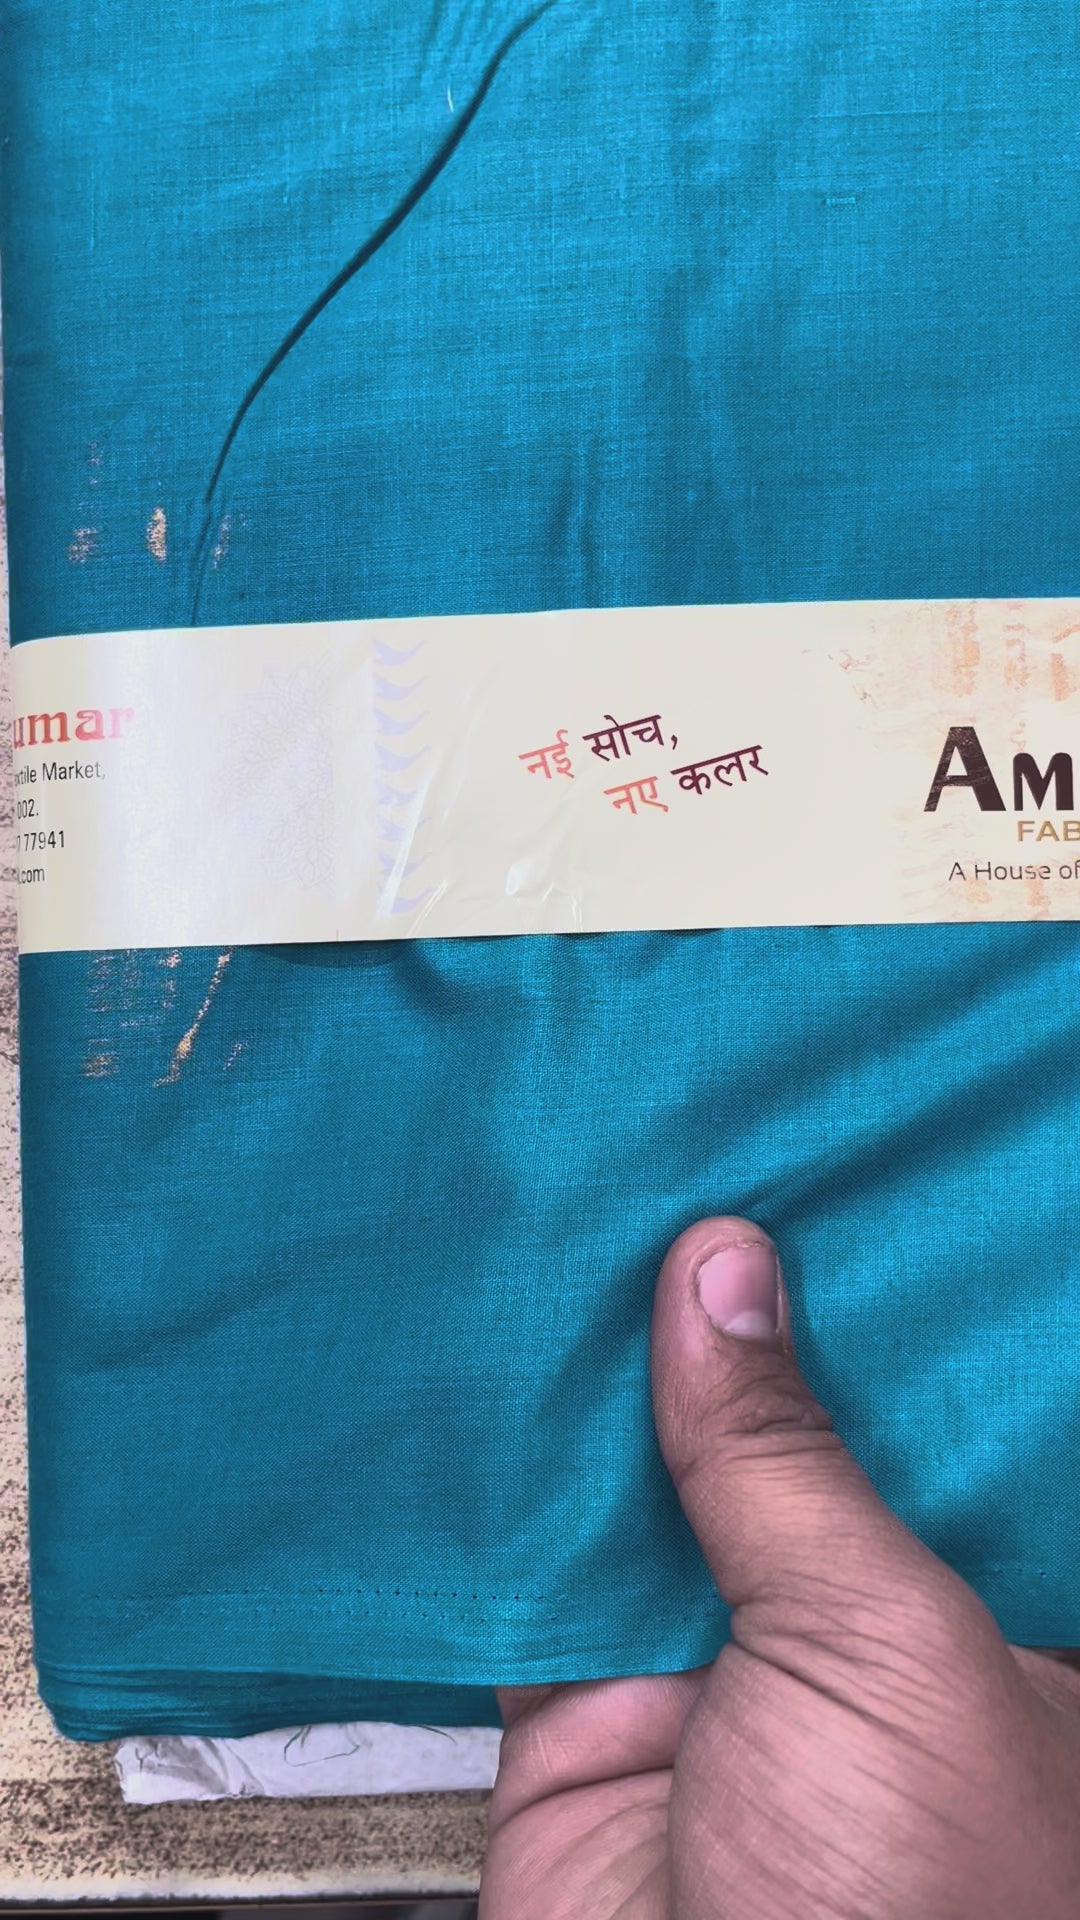 umar
xtile Market,
002.
77941
.com
नई सोच,
नए कलर
AM
FAB
A House of